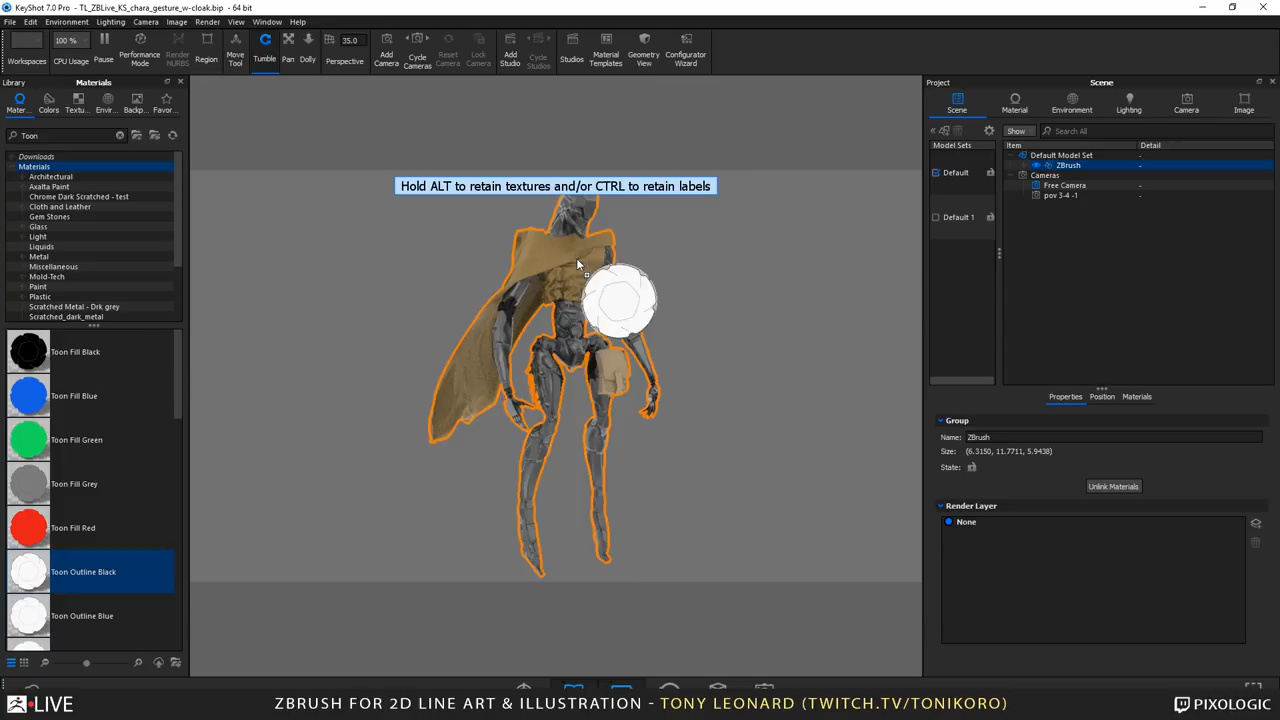 KeyShot 7.0 Pro - TL_ZBLive_KS_chara_gesture_w-cloak.bip - 64 bit
File Edit Environment Lighting Camera Image Render View Window Help
100 % 35.0
Workspaces CPU Usage Pause Performance Mode Render NURBS Region Move Tool Tumble Pan Dolly Perspective Add Camera Cycle Cameras Reset Camera Lock Camera Add Studio Cycle Studios Studios Material Templates Geometry View Configurator Wizard
Library Materials
Mater... Colors Textu... Envir... Backp... Favor...
Toon
Downloads
Materials
Architectural
Axalta Paint
Chrome Dark Scratched - test
Cloth and Leather
Gem Stones
Glass
Light
Liquids
Metal
Miscellaneous
Mold-Tech
Paint
Plastic
Scratched Metal - Drk grey
Scratched_dark_metal
Toon Fill Black
Toon Fill Blue
Toon Fill Green
Toon Fill Grey
Toon Fill Red
Toon Outline Black
Toon Outline Blue
Hold ALT to retain textures and/or CTRL to retain labels
Project Scene
Scene Material Environment Lighting Camera Image
Show Search All
Model Sets
Default
Default 1
Item Detail
Default Model Set -
ZBrush -
Cameras -
Free Camera -
pov 3-4 -1 -
Properties Position Materials
Group
Name: ZBrush
Size: (6.3150, 11.7711, 5.9438)
State:
Unlink Materials
Render Layer
None
LIVE ZBRUSH FOR 2D LINE ART & ILLUSTRATION - TONY LEONARD (TWITCH.TV/TONIKORO) PIXOLOGIC